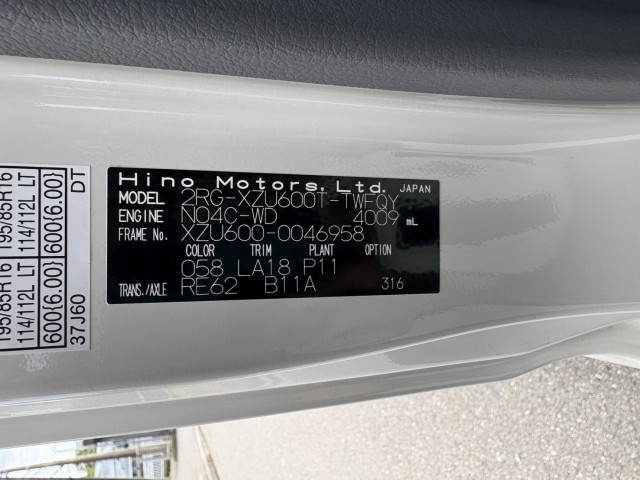 Hino Motors, Ltd. JAPAN
MODEL 2RG-XZU600T-TWFQY
ENGINE N04C-WD 4009 mL
FRAME No. XZU600-0046958
COLOR TRIM PLANT OPTION
058 LA18 P11
TRANS./AXLE RE62 B11A 316
195/85R16 195/85R16
114/112L LT 114/112L LT
600{6.00} 600{6.00}
37J60 DT